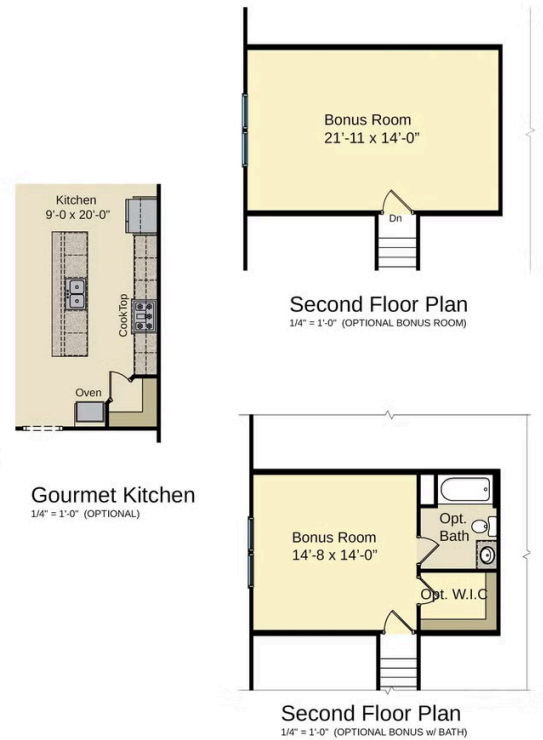 Bonus Room
21'-11 x 14'-0"
Dn
Second Floor Plan
1/4" = 1'-0" (OPTIONAL BONUS ROOM)
Kitchen
9'-0 x 20'-0"
CookTop
Oven
Gourmet Kitchen
1/4" = 1'-0" (OPTIONAL)
Opt.
Bath
Bonus Room
14'-8 x 14'-0"
Opt. W.I.C
Second Floor Plan
1/4" = 1'-0" (OPTIONAL BONUS w/ BATH)